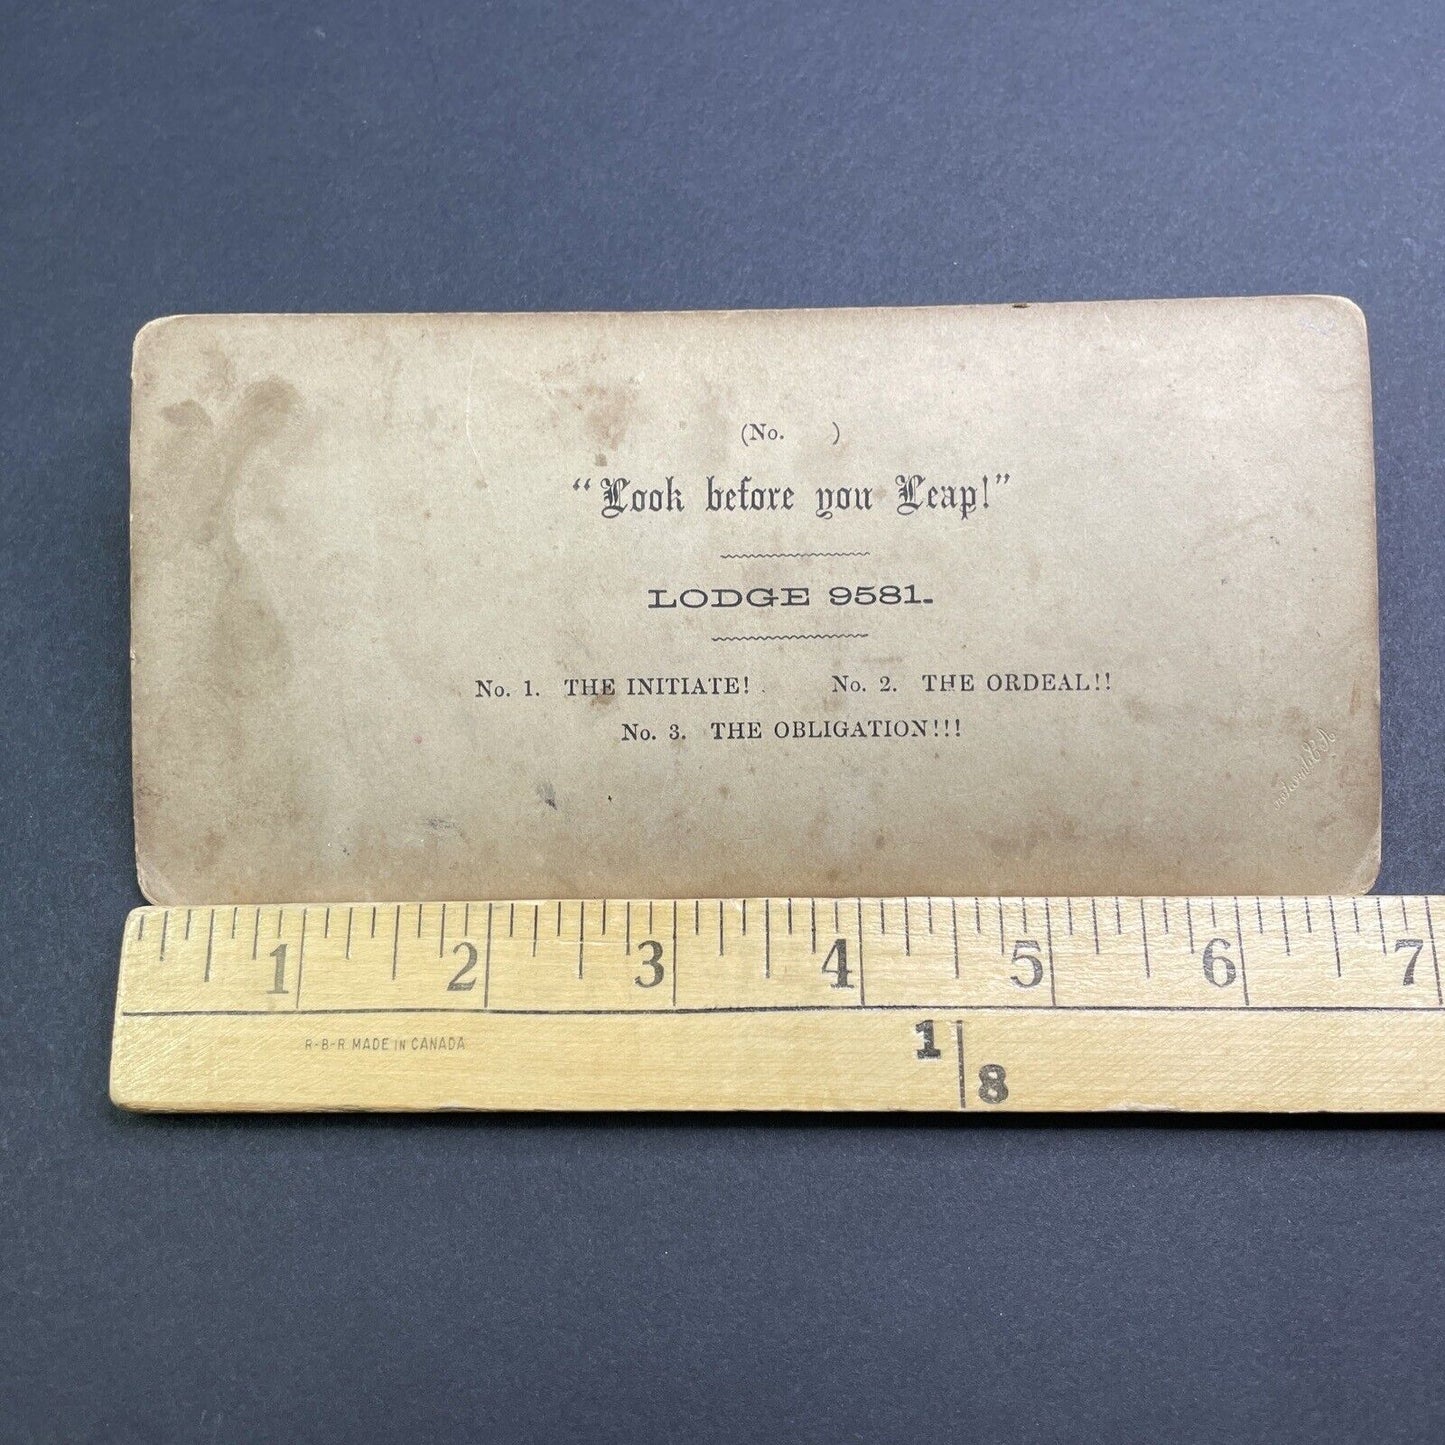 (No. )
“Look before you Leap!”
LODGE 9581.
No. 1. THE INITIATE! No. 2. THE ORDEAL!!
No. 3. THE OBLIGATION!!!
1 2 3 4 5 6 7
R-B-R MADE IN CANADA
1
8